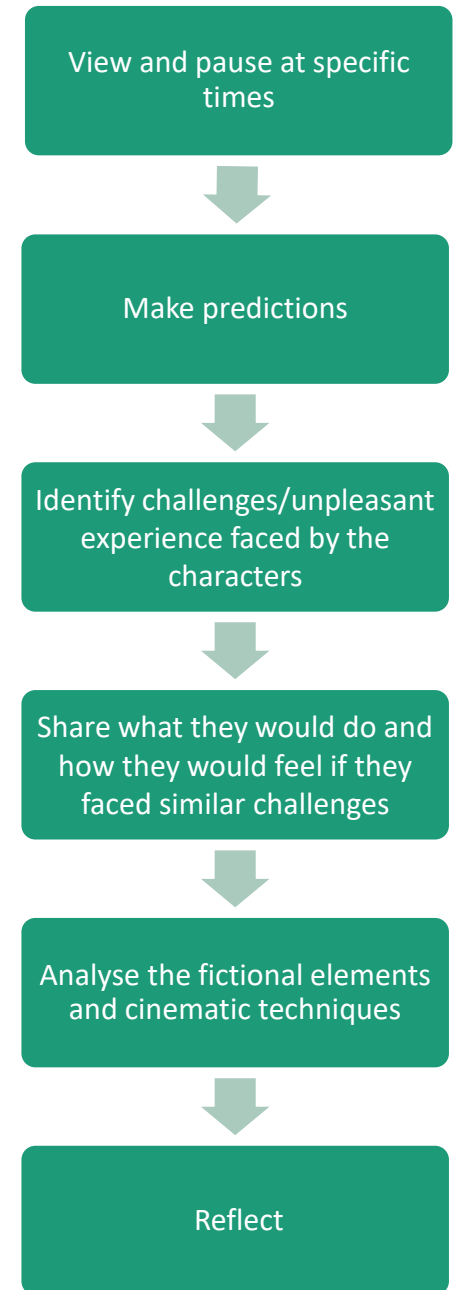 View and pause at specific
times
Make predictions
Identify challenges/unpleasant
experience faced by the
characters
Share what they would do and
how they would feel if they
faced similar challenges
Analyse the fictional elements
and cinematic techniques
Reflect